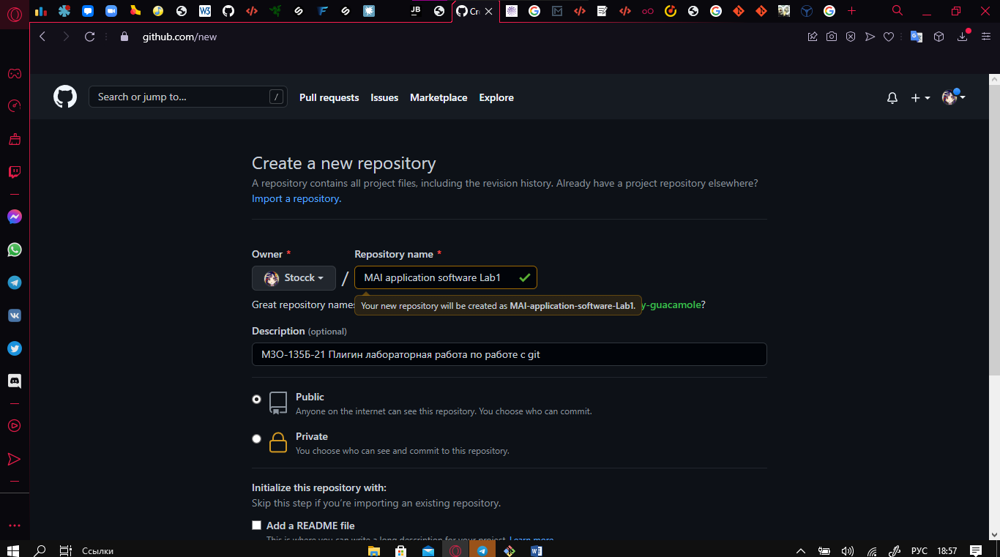 W3
JB
Cr
github.com/new
Search or jump to...
/
Pull requests
Issues
Marketplace
Explore
Create a new repository
A repository contains all project files, including the revision history. Already have a project repository elsewhere?
Import a repository.
Owner *
Repository name *
Stocck
/
MAI application software Lab1
Great repository names
y-guacamole?
Your new repository will be created as MAI-application-software-Lab1.
Description (optional)
М3О-135Б-21 Плигин лабораторная работа по работе с git
Public
Anyone on the internet can see this repository. You choose who can commit.
Private
You choose who can see and commit to this repository.
Initialize this repository with:
Skip this step if you're importing an existing repository.
Add a README file
This is where you can write a long description for your project. Learn more.
Ссылки
РУС
18:57